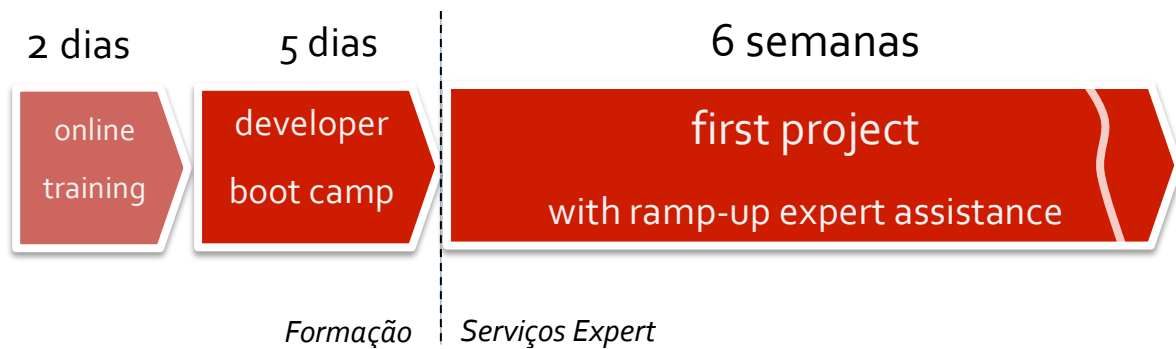 2 dias
5 dias
6 semanas
online
training
developer
boot camp
first project
with ramp-up expert assistance
Formação
Serviços Expert